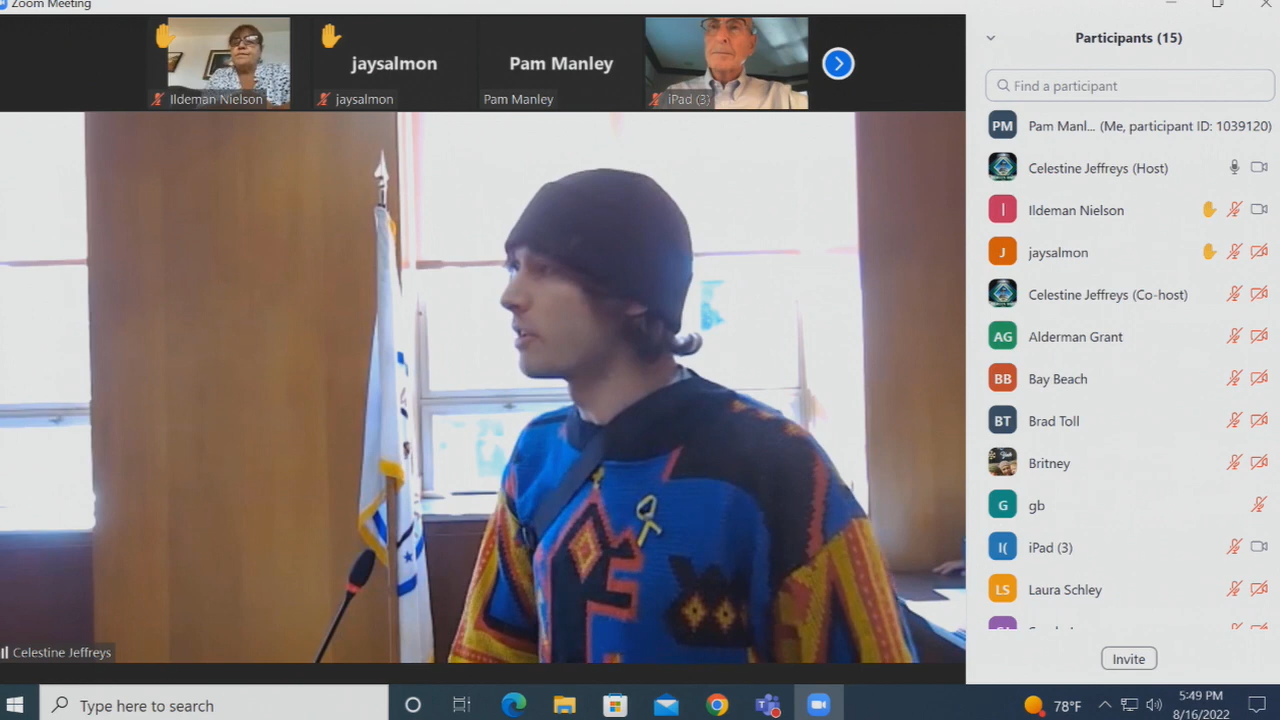 Zoom Meeting
jaysalmon
Pam Manley
Ildeman Nielson
jaysalmon
Pam Manley
iPad (3)
Celestine Jeffreys
Participants (15)
Find a participant
PM Pam Manl... (Me, participant ID: 1039120)
Celestine Jeffreys (Host)
I Ildeman Nielson
J jaysalmon
Celestine Jeffreys (Co-host)
AG Alderman Grant
BB Bay Beach
BT Brad Toll
Britney
G gb
I( iPad (3)
LS Laura Schley
Invite
Type here to search
78°F
5:49 PM
8/16/2022